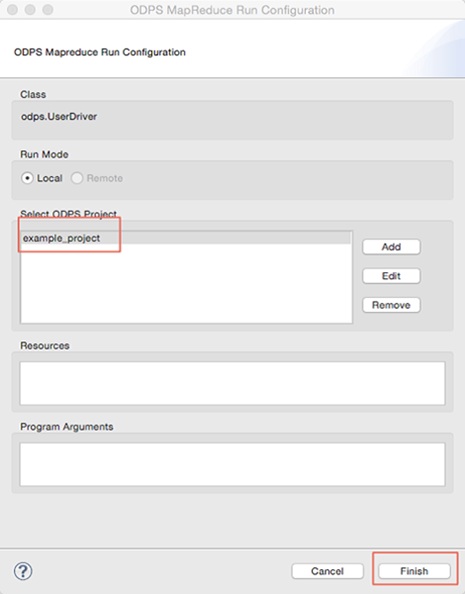 ODPS MapReduce Run Configuration
ODPS Mapreduce Run Configuration
Class
odps.UserDriver
Run Mode
Local Remote
Select ODPS Project
example_project
Add
Edit
Remove
Resources
Program Arguments
? Cancel Finish